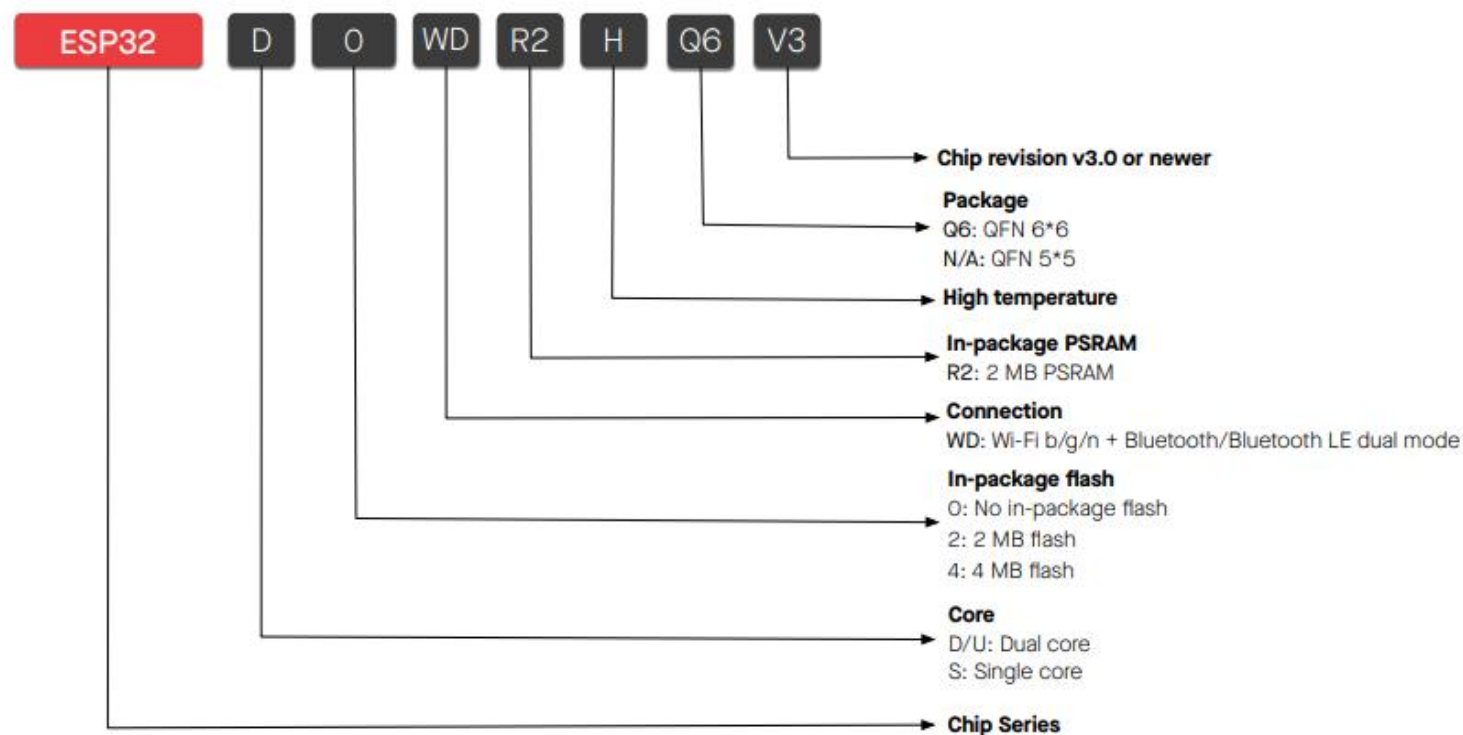 ESP32 D 0 WD R2 H Q6 V3
Chip revision v3.0 or newer
Package
Q6: QFN 6*6
N/A: QFN 5*5
High temperature
In-package PSRAM
R2: 2 MB PSRAM
Connection
WD: Wi-Fi b/g/n + Bluetooth/Bluetooth LE dual mode
In-package flash
0: No in-package flash
2: 2 MB flash
4: 4 MB flash
Core
D/U: Dual core
S: Single core
Chip Series